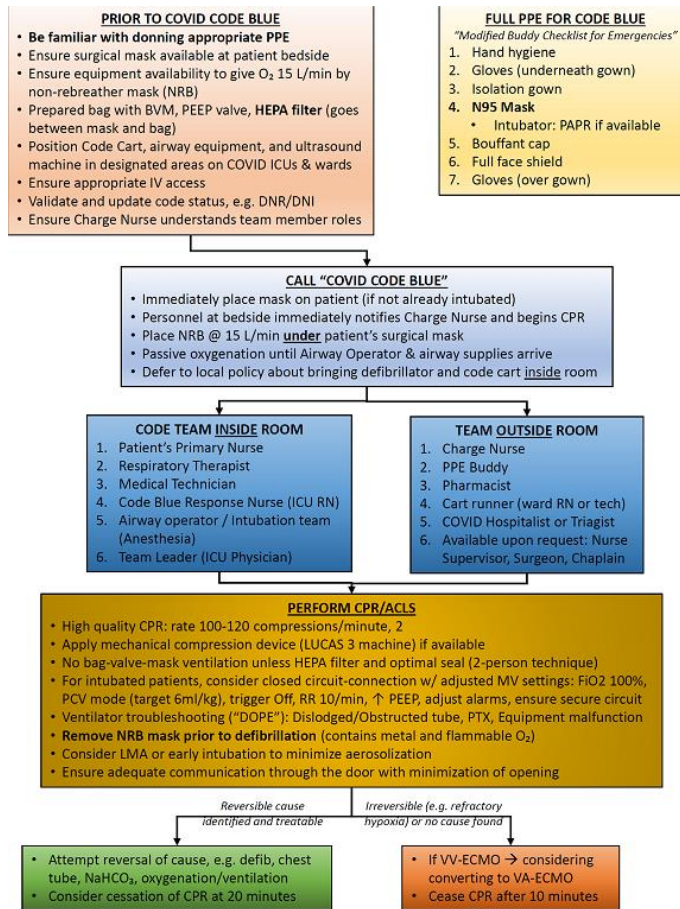 PRIOR TO COVID CODE BLUE
• Be familiar with donning appropriate PPE
• Ensure surgical mask available at patient bedside
• Ensure equipment availability to give O₂ 15 L/min by
non-rebreather mask (NRB)
• Prepared bag with BVM, PEEP valve, HEPA filter (goes
between mask and bag)
• Position Code Cart, airway equipment, and ultrasound
machine in designated areas on COVID ICUs & wards
• Ensure appropriate IV access
• Validate and update code status, e.g. DNR/DNI
• Ensure Charge Nurse understands team member roles
FULL PPE FOR CODE BLUE
"Modified Buddy Checklist for Emergencies"
1. Hand hygiene
2. Gloves (underneath gown)
3. Isolation gown
4. N95 Mask
• Intubator: PAPR if available
5. Bouffant cap
6. Full face shield
7. Gloves (over gown)
CALL "COVID CODE BLUE"
• Immediately place mask on patient (if not already intubated)
• Personnel at bedside immediately notifies Charge Nurse and begins CPR
• Place NRB @ 15 L/min under patient's surgical mask
• Passive oxygenation until Airway Operator & airway supplies arrive
• Defer to local policy about bringing defibrillator and code cart inside room
CODE TEAM INSIDE ROOM
1. Patient's Primary Nurse
2. Respiratory Therapist
3. Medical Technician
4. Code Blue Response Nurse (ICU RN)
5. Airway operator / Intubation team
(Anesthesia)
6. Team Leader (ICU Physician)
TEAM OUTSIDE ROOM
1. Charge Nurse
2. PPE Buddy
3. Pharmacist
4. Cart runner (ward RN or tech)
5. COVID Hospitalist or Triagist
6. Available upon request: Nurse
Supervisor, Surgeon, Chaplain
PERFORM CPR/ACLS
• High quality CPR: rate 100-120 compressions/minute, 2
• Apply mechanical compression device (LUCAS 3 machine) if available
• No bag-valve-mask ventilation unless HEPA filter and optimal seal (2-person technique)
• For intubated patients, consider closed circuit-connection w/ adjusted MV settings: FiO2 100%,
PCV mode (target 6ml/kg), trigger Off, RR 10/min, ↑ PEEP, adjust alarms, ensure secure circuit
• Ventilator troubleshooting ("DOPE"): Dislodged/Obstructed tube, PTX, Equipment malfunction
• Remove NRB mask prior to defibrillation (contains metal and flammable O₂)
• Consider LMA or early intubation to minimize aerosolization
• Ensure adequate communication through the door with minimization of opening
Reversible cause
identified and treatable
Irreversible (e.g. refractory
hypoxia) or no cause found
• Attempt reversal of cause, e.g. defib, chest
tube, NaHCO₃, oxygenation/ventilation
• Consider cessation of CPR at 20 minutes
• If VV-ECMO → considering
converting to VA-ECMO
• Cease CPR after 10 minutes